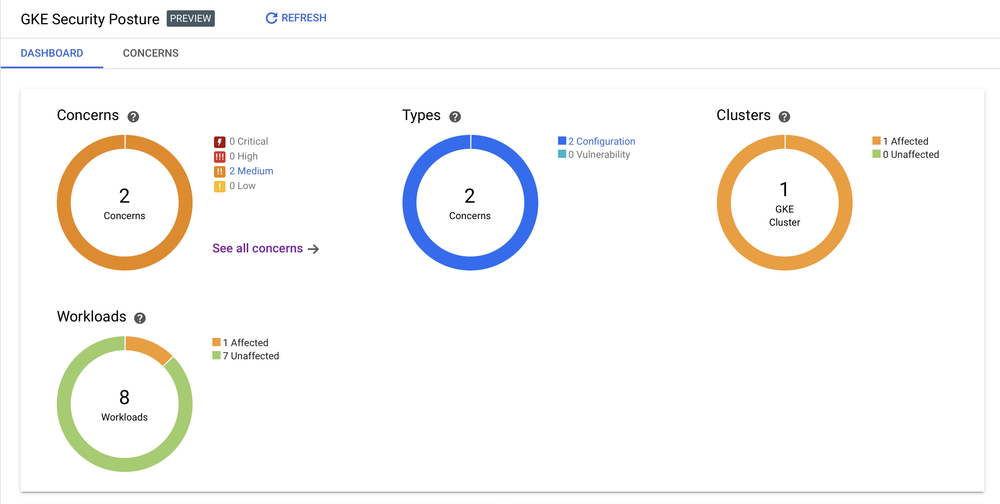 GKE Security Posture PREVIEW REFRESH
DASHBOARD CONCERNS
Concerns
0 Critical
0 High
2 Medium
0 Low
2
Concerns
See all concerns
Types
2 Configuration
0 Vulnerability
2
Concerns
Clusters
1 Affected
0 Unaffected
1
GKE
Cluster
Workloads
1 Affected
7 Unaffected
8
Workloads